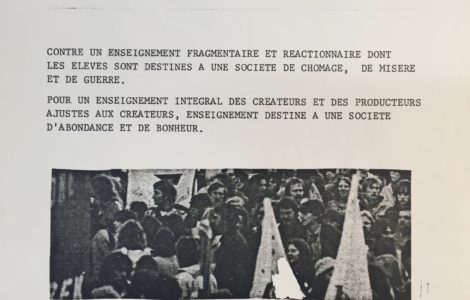 CONTRE UN ENSEIGNEMENT FRAGMENTAIRE ET REACTIONNAIRE DONT
LES ELEVES SONT DESTINES A UNE SOCIETE DE CHOMAGE, DE MISERE
ET DE GUERRE.
POUR UN ENSEIGNEMENT INTEGRAL DES CREATEURS ET DES PRODUCTEURS
AJUSTES AUX CREATEURS, ENSEIGNEMENT DESTINE A UNE SOCIETE
D'ABONDANCE ET DE BONHEUR.